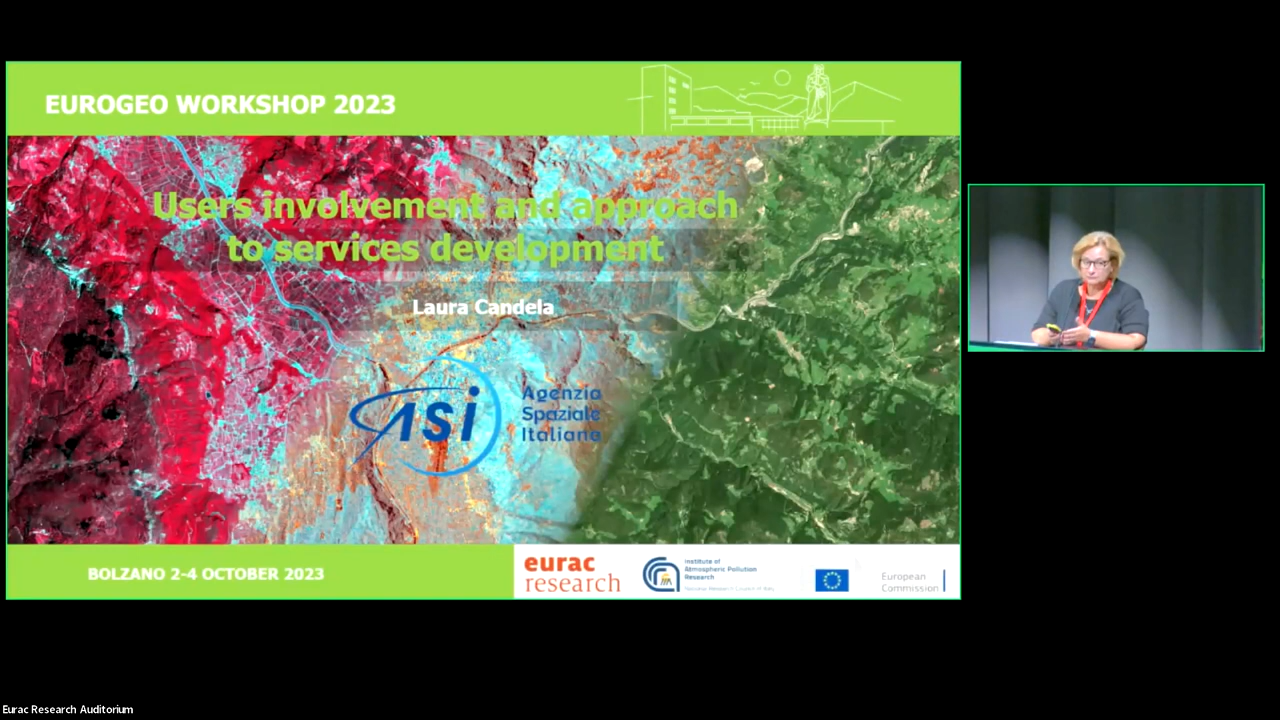 EUROGEO WORKSHOP 2023
Users involvement and approach
to services development
Laura Candela
asi
Agenzia
Spaziale
Italiana
BOLZANO 2-4 OCTOBER 2023
eurac
research
Institute of
Atmospheric Pollution
Research
European
Commission
Eurac Research Auditorium